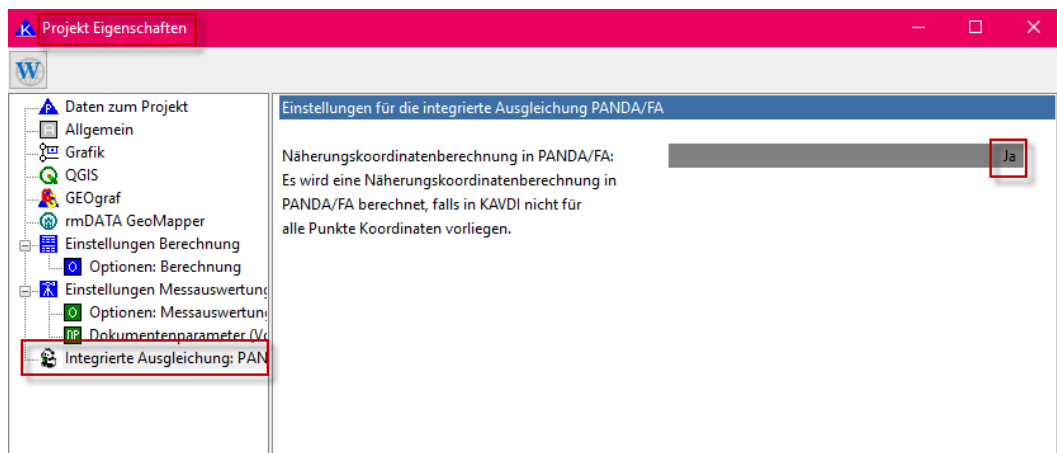 Projekt Eigenschaften
W
Daten zum Projekt
Allgemein
Grafik
QGIS
GEOgraf
rmDATA GeoMapper
Einstellungen Berechnung
Optionen: Berechnung
Einstellungen Messauswertung
Optionen: Messauswertun
Dokumentenparameter (Vo
Integrierte Ausgleichung: PAN
Einstellungen für die integrierte Ausgleichung PANDA/FA
Näherungskoordinatenberechnung in PANDA/FA: Ja
Es wird eine Näherungskoordinatenberechnung in
PANDA/FA berechnet, falls in KAVDI nicht für
alle Punkte Koordinaten vorliegen.